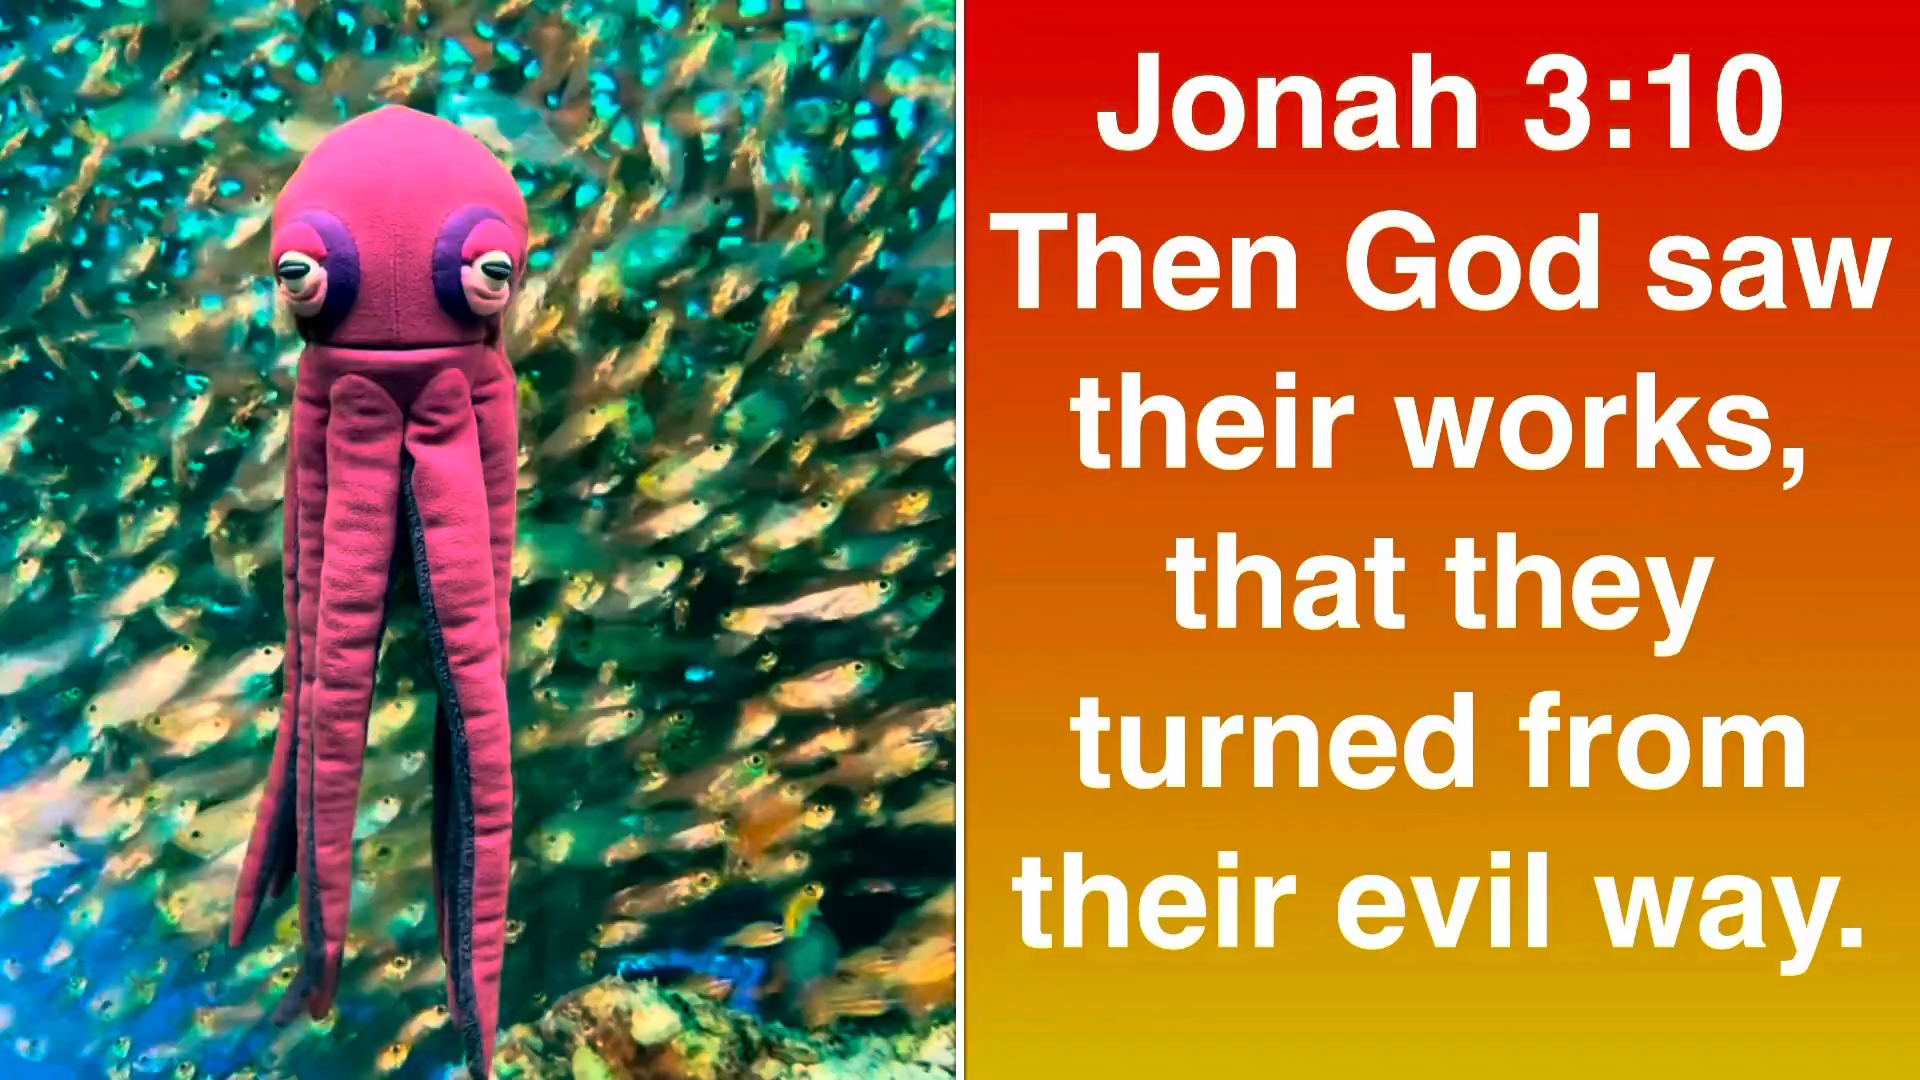 Jonah 3:10
Then God saw
their works,
that they
turned from
their evil way.